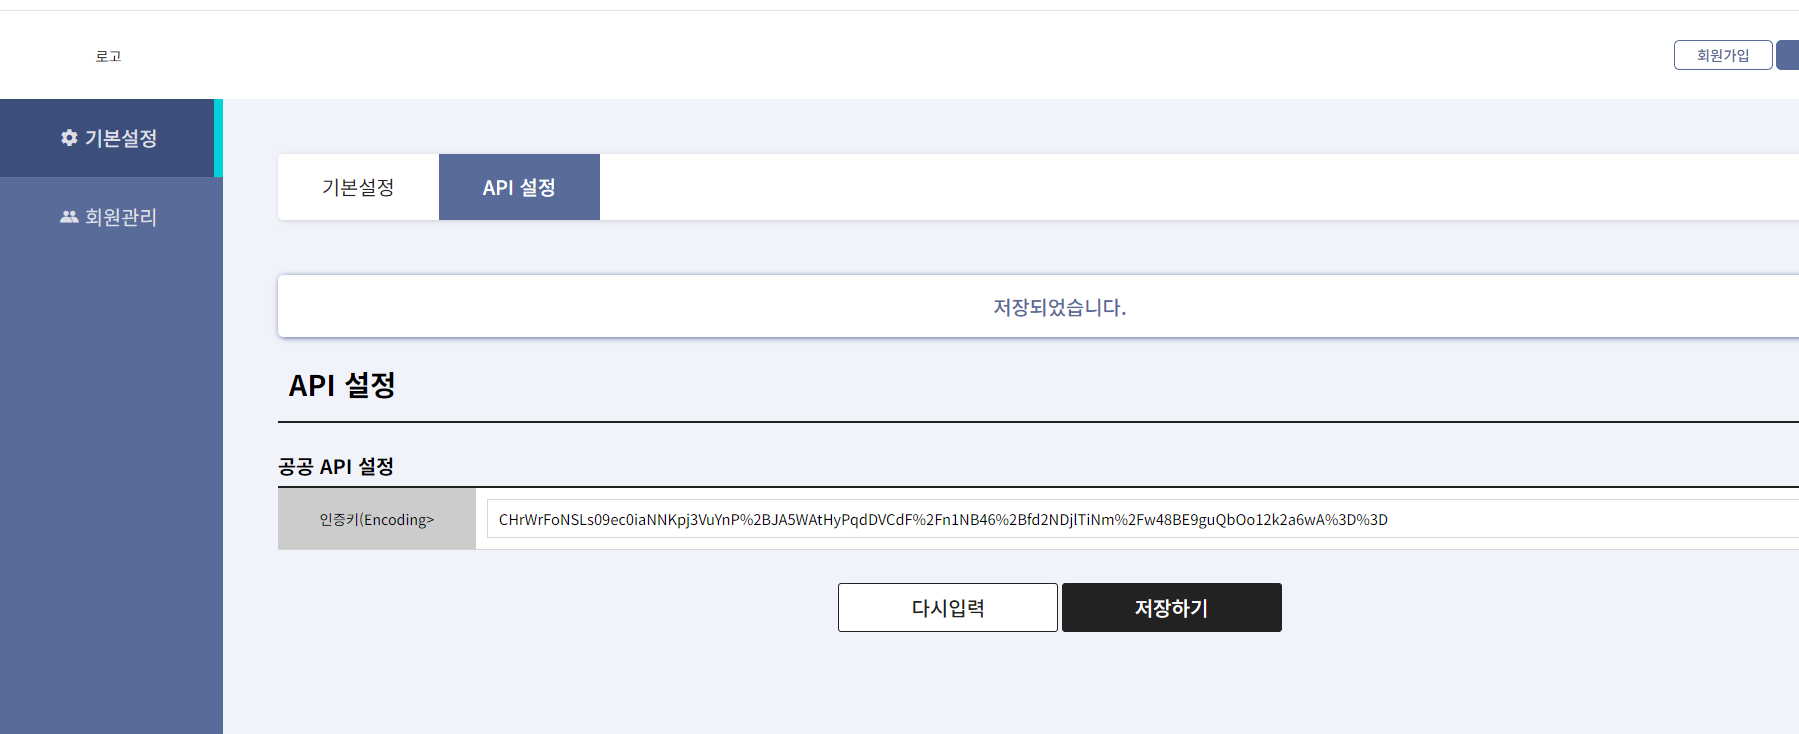 로고
회원가입
기본설정
회원관리
기본설정
API 설정
저장되었습니다.
API 설정
공공 API 설정
인증키(Encoding>
CHrWrFoNSLs09ec0iaNNKpj3VuYnP%2BJA5WAtHyPqdDVCdF%2Fn1NB46%2Bfd2NDjlTiNm%2Fw48BE9guQbOo12k2a6wA%3D%3D
다시입력
저장하기